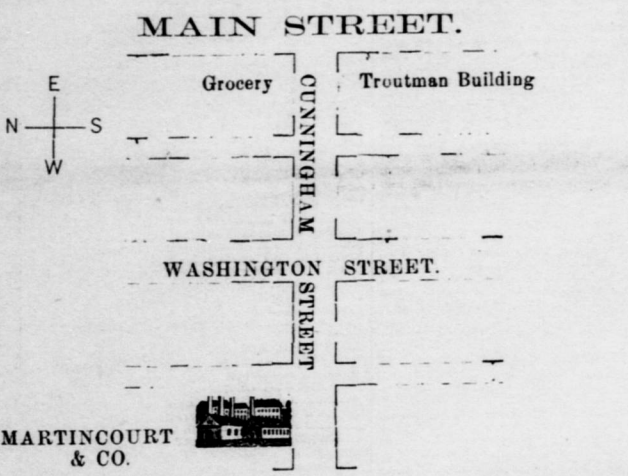 MAIN STREET.
E
N S
W
Grocery
CUNNINGHAM STREET
Troutman Building
WASHINGTON STREET.
MARTINCOURT
& CO.